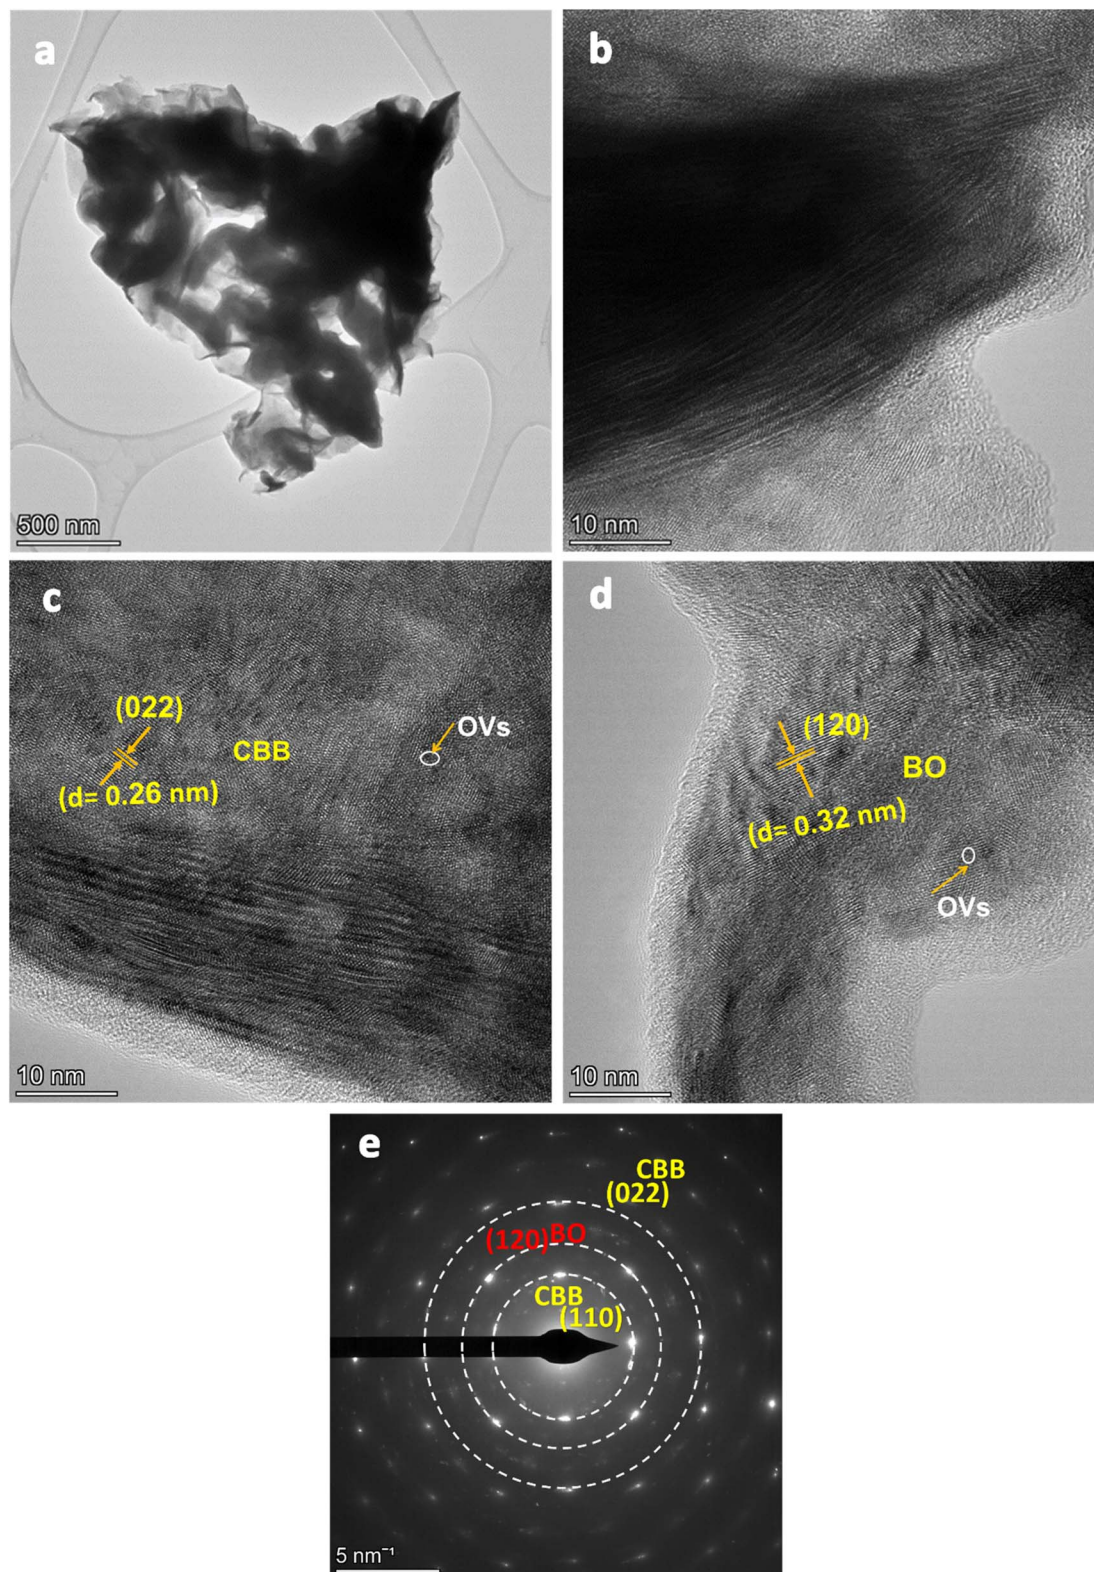 a
500 nm
b
10 nm
c
(022)
CBB
(d= 0.26 nm)
OVs
10 nm
d
(120)
BO
(d= 0.32 nm)
OVs
10 nm
e
CBB
(022)
(120)BO
CBB
(110)
5 nm⁻¹